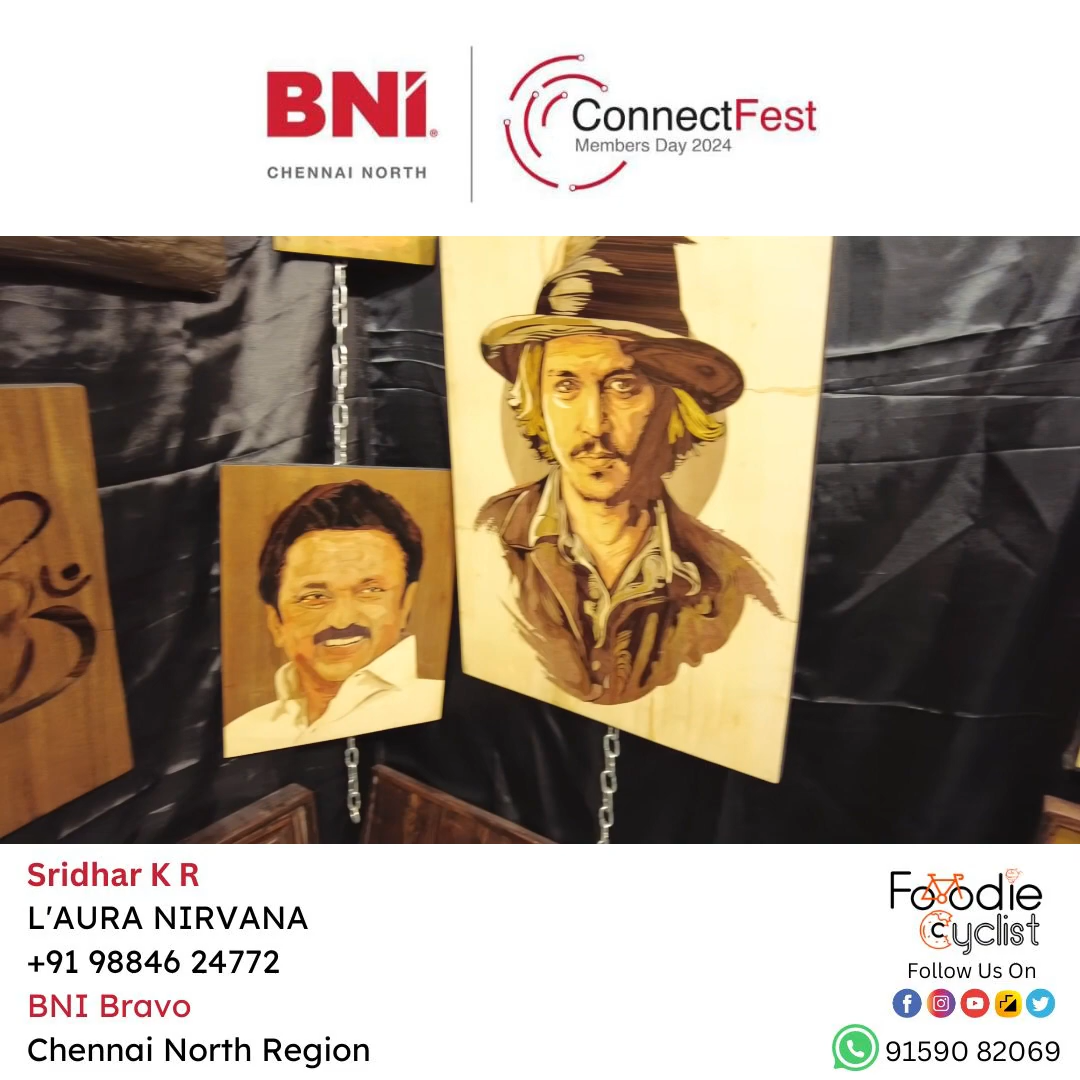 BNI®
CHENNAI NORTH
ConnectFest
Members Day 2024
Sridhar K R
L'AURA NIRVANA
+91 98846 24772
BNI Bravo
Chennai North Region
Foodie
Cyclist
Follow Us On
91590 82069